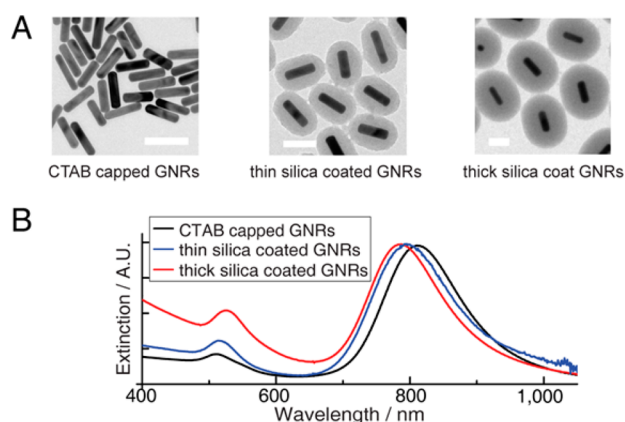 A
CTAB capped GNRs
thin silica coated GNRs
thick silica coat GNRs
B
CTAB capped GNRs
thin silica coated GNRs
thick silica coated GNRs
Extinction / A.U.
400
600
800
1,000
Wavelength / nm